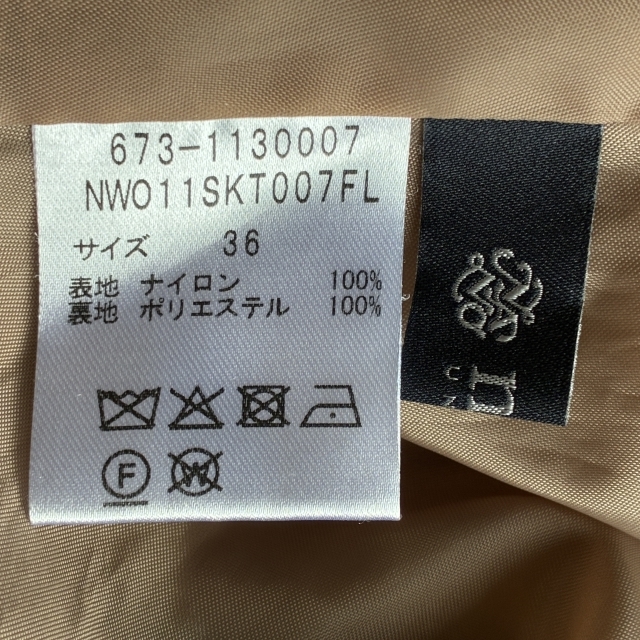 673-1130007
NW011SKT007FL
サイズ 36
表地 ナイロン 100%
裏地 ポリエステル 100%
F
W